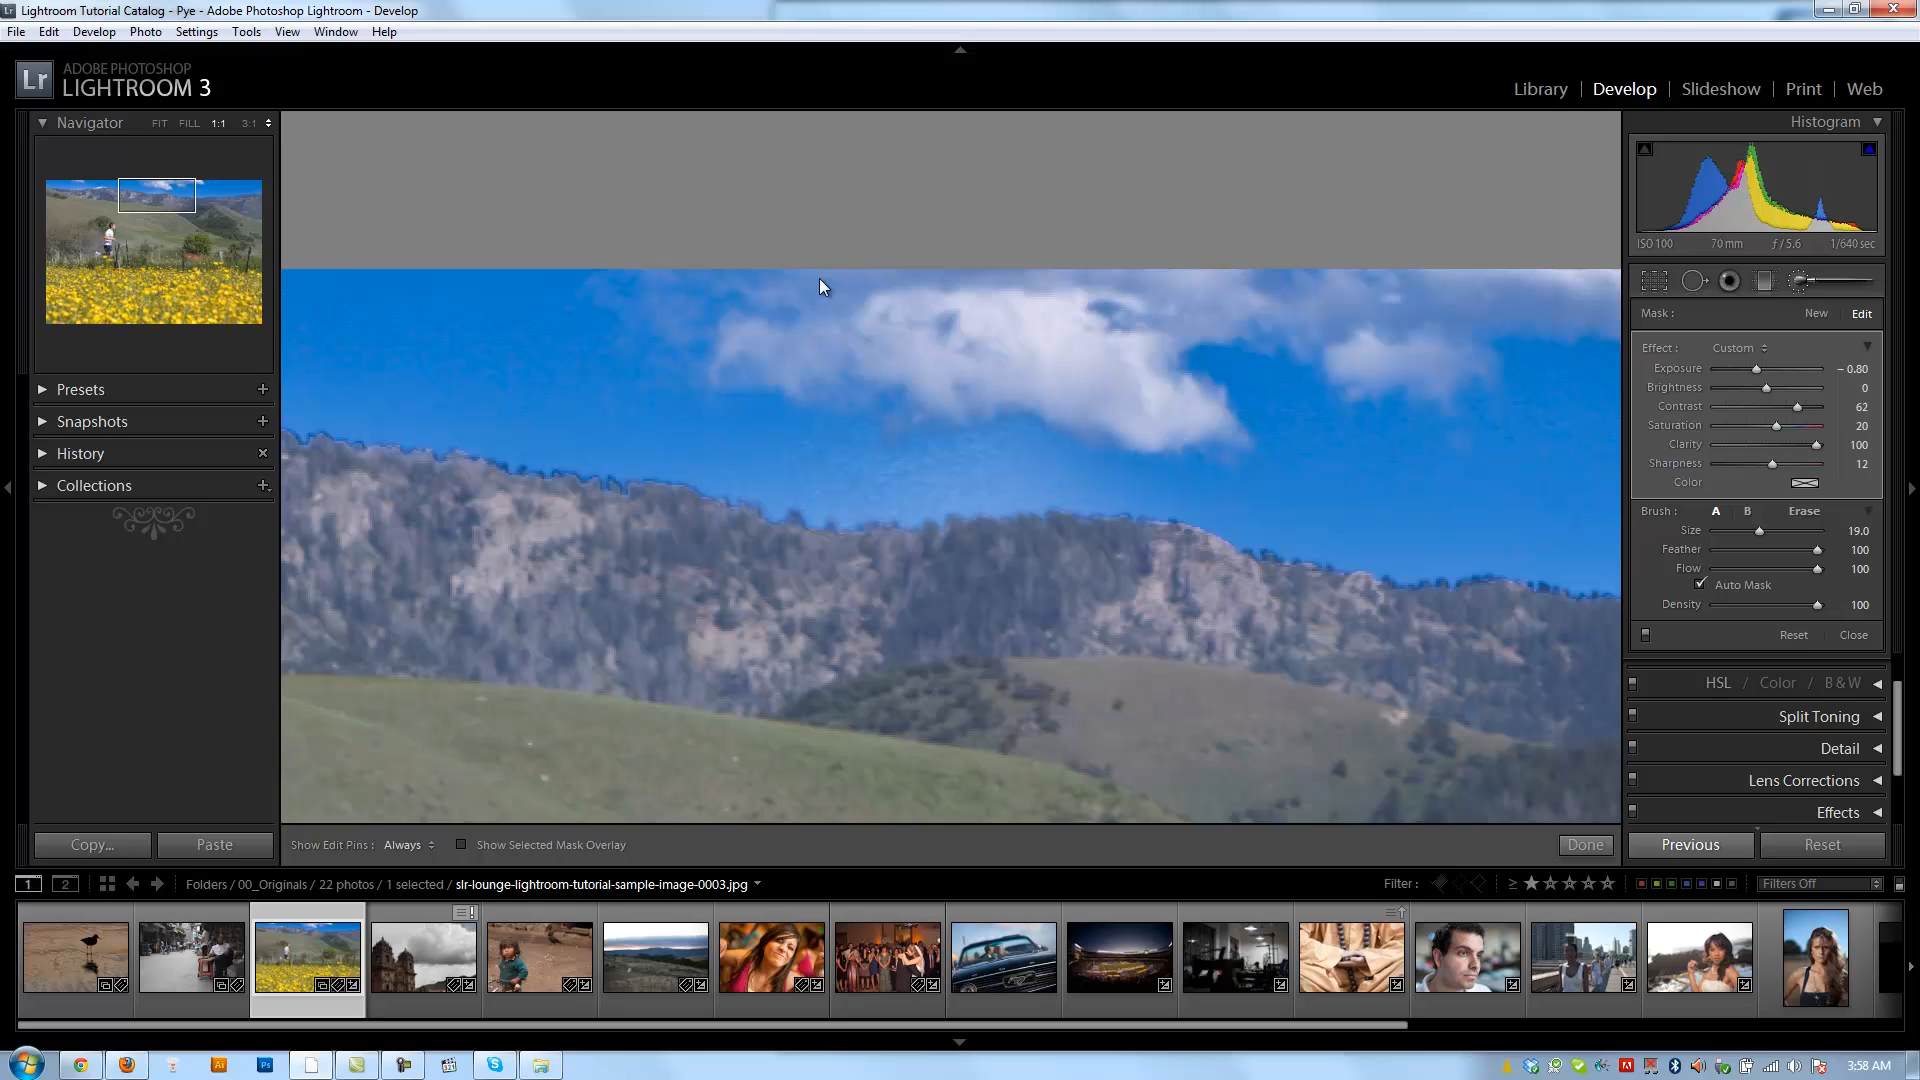 Lightroom Tutorial Catalog - Pye - Adobe Photoshop Lightroom - Develop
File Edit Develop Photo Settings Tools View Window Help
Lr ADOBE PHOTOSHOP
LIGHTROOM 3
Library | Develop | Slideshow | Print | Web
Navigator FIT FILL 1:1 3:1
Presets
Snapshots
History
Collections
Copy... Paste
Show Edit Pins : Always Show Selected Mask Overlay Done
Histogram
ISO 100 70 mm ƒ / 5.6 1/640 sec
Mask : New Edit
Effect : Custom
Exposure – 0.80
Brightness 0
Contrast 62
Saturation 20
Clarity 100
Sharpness 12
Color
Brush : A B Erase
Size 19.0
Feather 100
Flow 100
Auto Mask
Density 100
Reset Close
HSL / Color / B & W
Split Toning
Detail
Lens Corrections
Effects
Previous Reset
1 2 Folders / 00_Originals / 22 photos / 1 selected / slr-lounge-lightroom-tutorial-sample-image-0003.jpg Filter : ≥ Filters Off
Ai Ps 3:58 AM